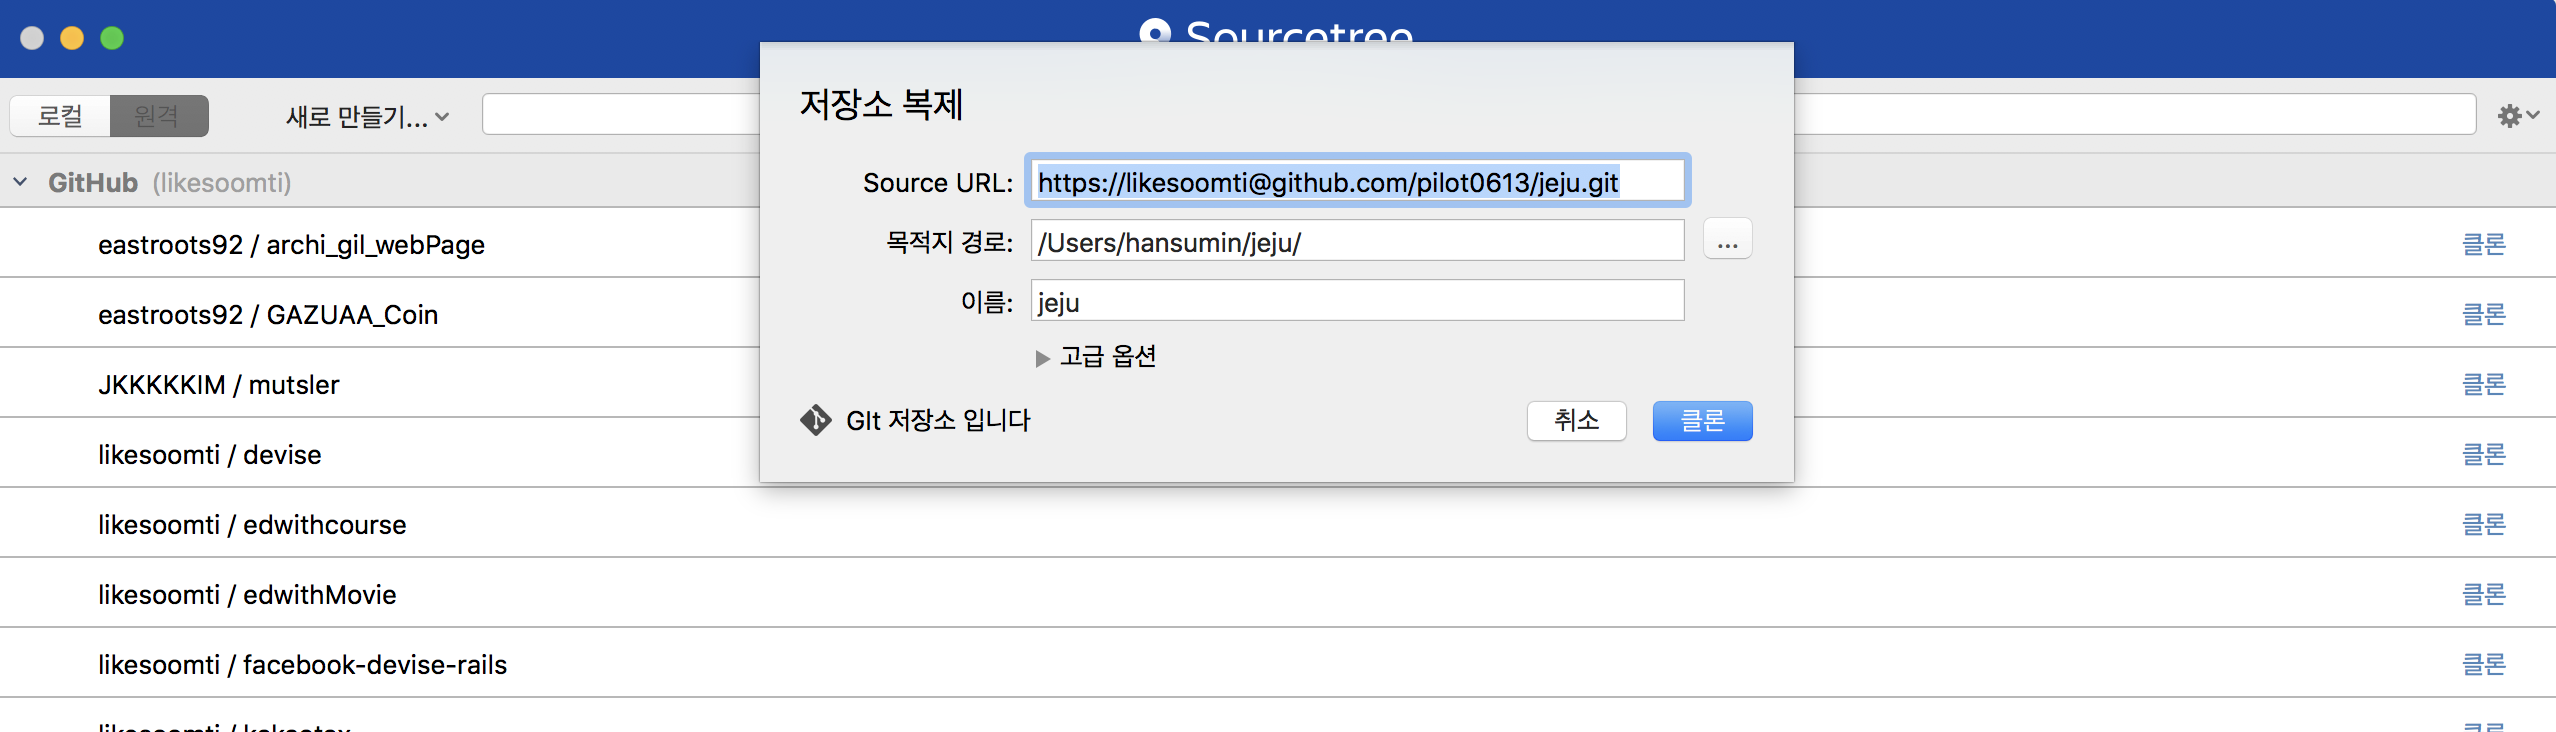 Sourcetree
로컬 원격 새로 만들기...
저장소 복제
Source URL: https://likesoomti@github.com/pilot0613/jeju.git
목적지 경로: /Users/hansumin/jeju/ ...
이름: jeju
고급 옵션
GIt 저장소 입니다 취소 클론
GitHub (likesoomti)
eastroots92 / archi_gil_webPage 클론
eastroots92 / GAZUAA_Coin 클론
JKKKKKIM / mutsler 클론
likesoomti / devise 클론
likesoomti / edwithcourse 클론
likesoomti / edwithMovie 클론
likesoomti / facebook-devise-rails 클론
likesoomti / 클론